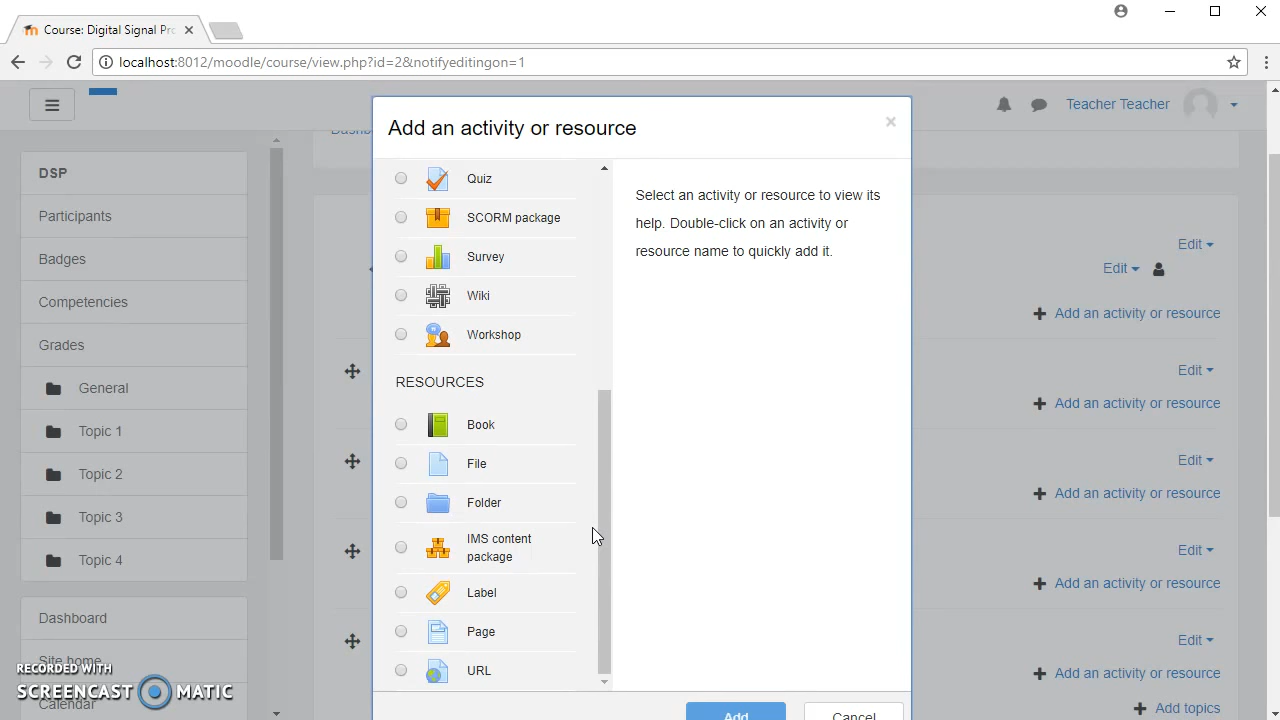 Course: Digital Signal Pro
localhost:8012/moodle/course/view.php?id=2&notifyeditingon=1
Teacher Teacher
Add an activity or resource
×
DSP
Participants
Badges
Competencies
Grades
General
Topic 1
Topic 2
Topic 3
Topic 4
Dashboard
Site home
Calendar
Quiz
SCORM package
Survey
Wiki
Workshop
RESOURCES
Book
File
Folder
IMS content
package
Label
Page
URL
Select an activity or resource to view its
help. Double-click on an activity or
resource name to quickly add it.
Add
Cancel
Edit
Edit
Add an activity or resource
Edit
Add an activity or resource
Edit
Add an activity or resource
Edit
Add an activity or resource
Edit
Add an activity or resource
Add topics
RECORDED WITH
SCREENCAST MATIC